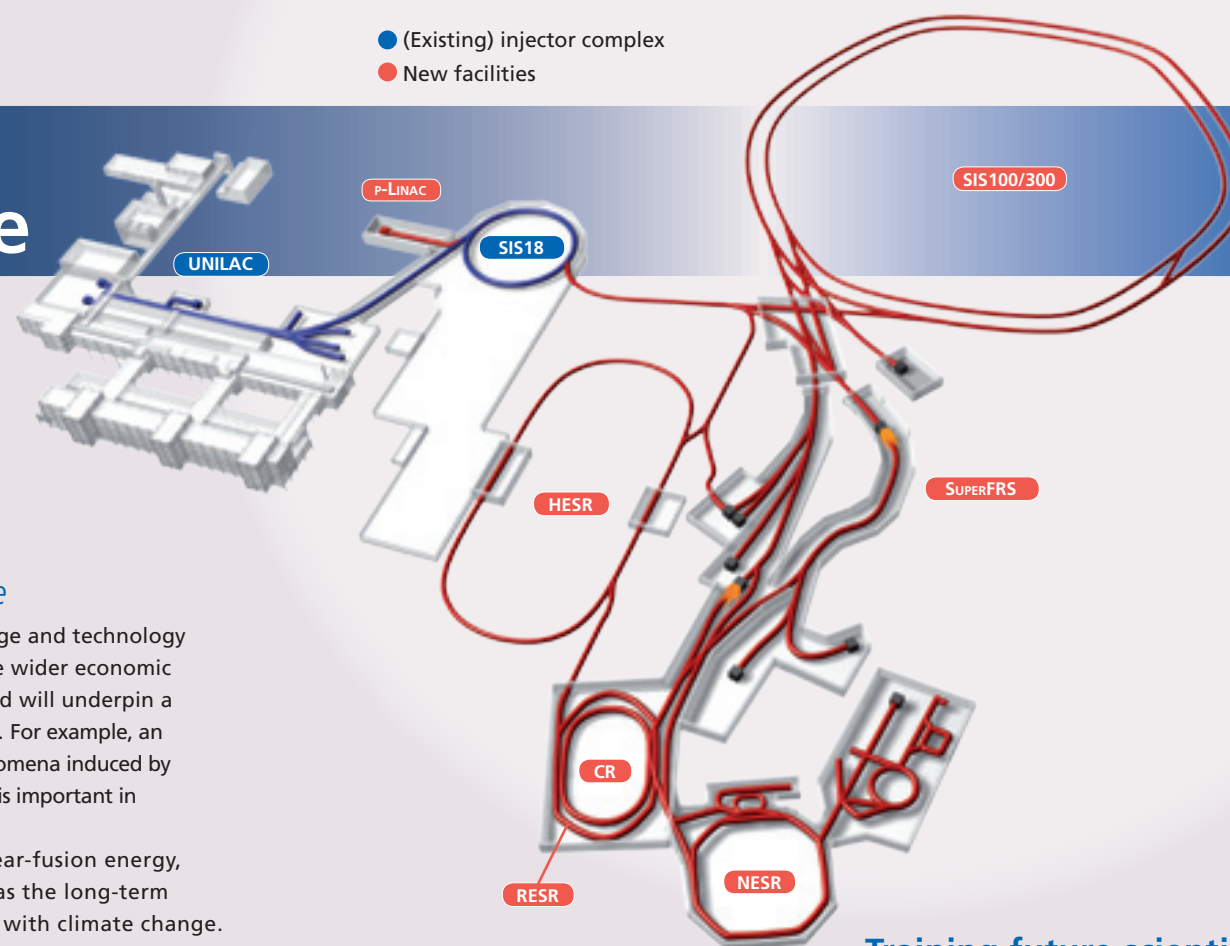 (Existing) injector complex
New facilities
P-LINAC
SIS100/300
e
SIS18
UNILAC
SUPERFRS
HESR
e
ge and technology
e wider economic
d will underpin a
. For example, an
omena induced by
is important in
CR
ear-fusion energy,
as the long-term
with climate change.
RESR
NESR